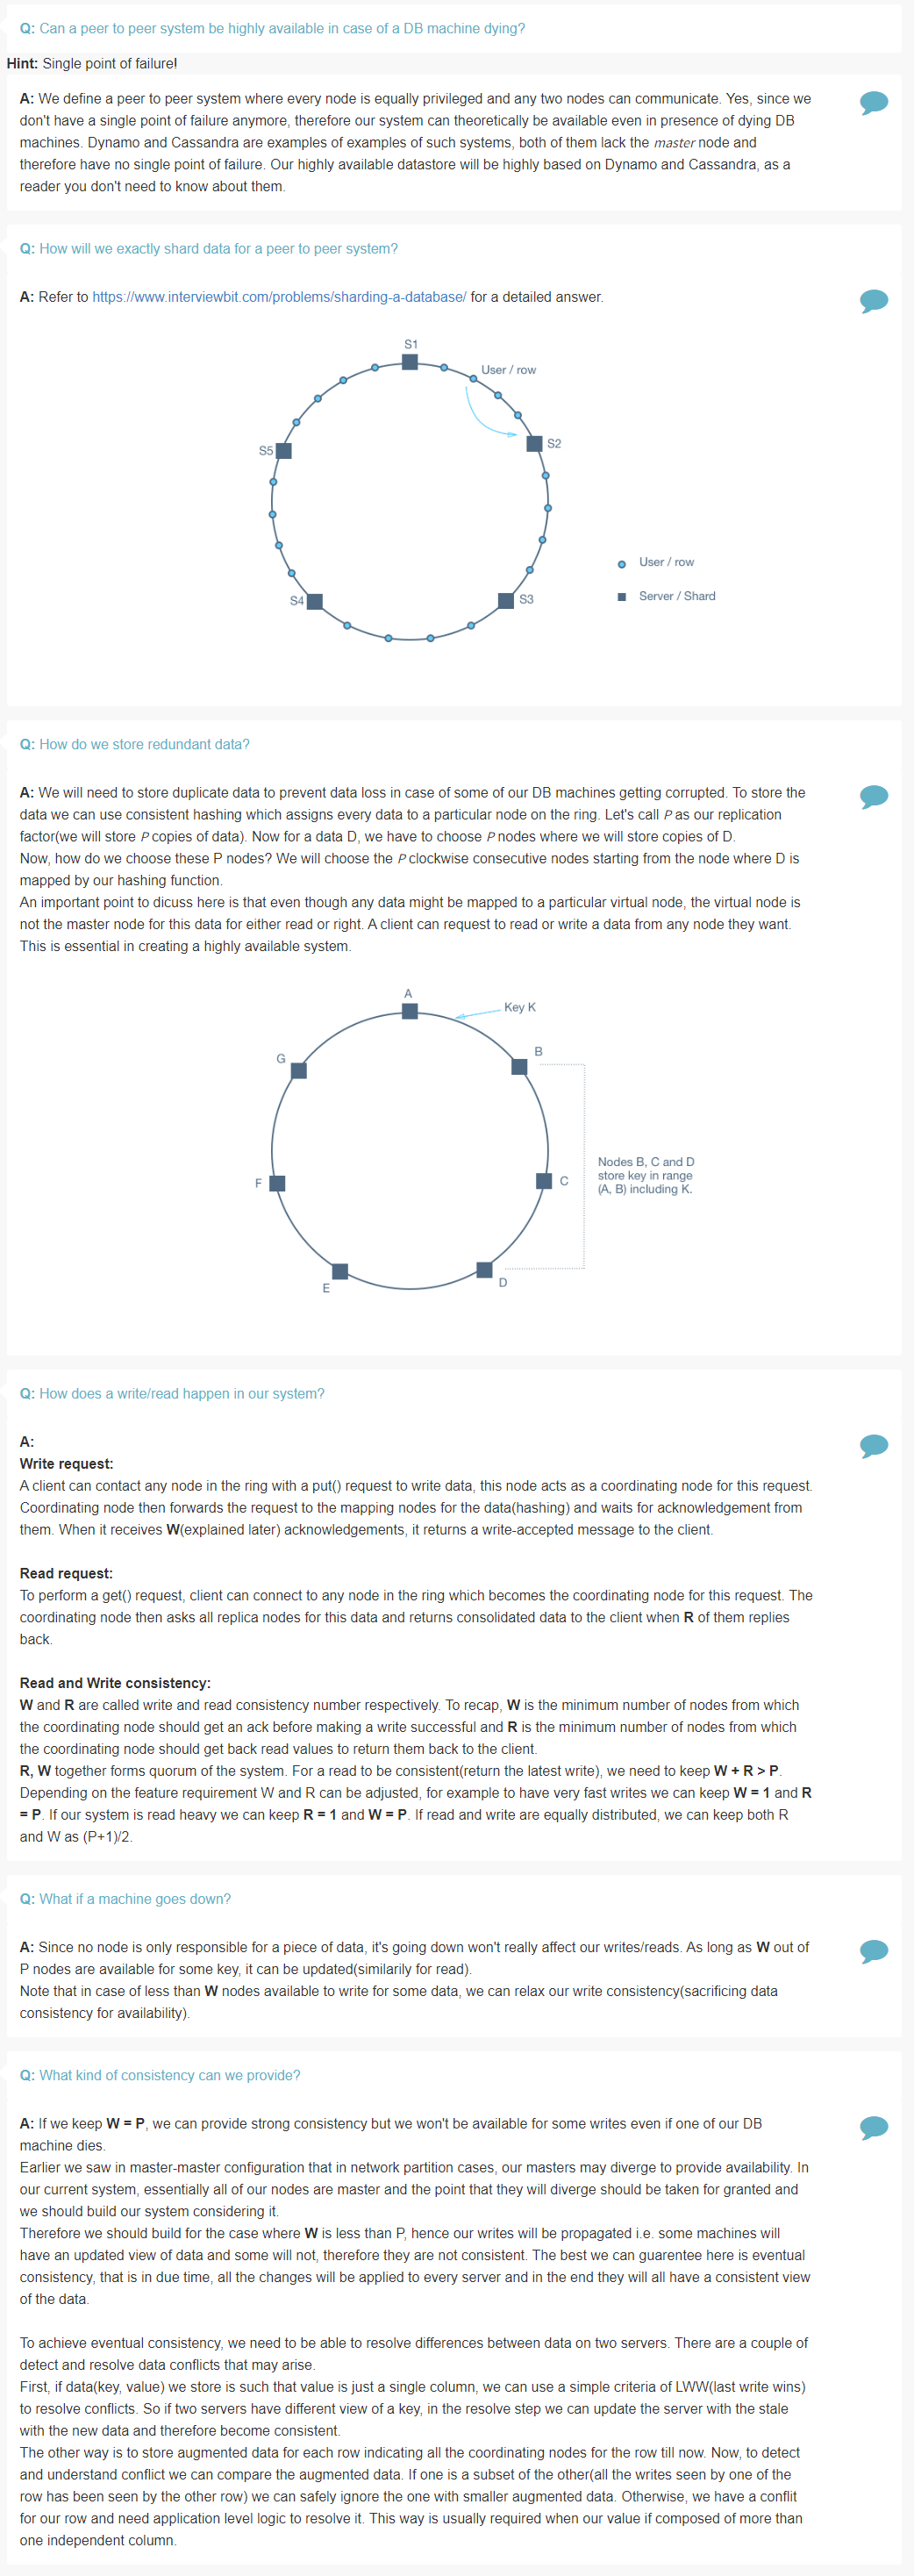 Q: Can a peer to peer system be highly available in case of a DB machine dying?
Hint: Single point of failure!
A: We define a peer to peer system where every node is equally privileged and any two nodes can communicate. Yes, since we
don't have a single point of failure anymore, therefore our system can theoretically be available even in presence of dying DB
machines. Dynamo and Cassandra are examples of examples of such systems, both of them lack the master node and
therefore have no single point of failure. Our highly available datastore will be highly based on Dynamo and Cassandra, as a
reader you don't need to know about them.
Q: How will we exactly shard data for a peer to peer system?
A: Refer to https://www.interviewbit.com/problems/sharding-a-database/ for a detailed answer.
S1
User / row
S2
S5
User / row
S4
S3
Server / Shard
Q: How do we store redundant data?
A: We will need to store duplicate data to prevent data loss in case of some of our DB machines getting corrupted. To store the
data we can use consistent hashing which assigns every data to a particular node on the ring. Let's call P as our replication
factor(we will store P copies of data). Now for a data D, we have to choose P nodes where we will store copies of D.
Now, how do we choose these P nodes? We will choose the P clockwise consecutive nodes starting from the node where D is
mapped by our hashing function.
An important point to dicuss here is that even though any data might be mapped to a particular virtual node, the virtual node is
not the master node for this data for either read or right. A client can request to read or write a data from any node they want.
This is essential in creating a highly available system.
A
Key K
B
G
Nodes B, C and D
store key in range
(A, B) including K.
F
C
D
E
Q: How does a write/read happen in our system?
A:
Write request:
A client can contact any node in the ring with a put() request to write data, this node acts as a coordinating node for this request.
Coordinating node then forwards the request to the mapping nodes for the data(hashing) and waits for acknowledgement from
them. When it receives W(explained later) acknowledgements, it returns a write-accepted message to the client.
Read request:
To perform a get() request, client can connect to any node in the ring which becomes the coordinating node for this request. The
coordinating node then asks all replica nodes for this data and returns consolidated data to the client when R of them replies
back.
Read and Write consistency:
W and R are called write and read consistency number respectively. To recap, W is the minimum number of nodes from which
the coordinating node should get an ack before making a write successful and R is the minimum number of nodes from which
the coordinating node should get back read values to return them back to the client.
R, W together forms quorum of the system. For a read to be consistent(return the latest write), we need to keep W + R > P.
Depending on the feature requirement W and R can be adjusted, for example to have very fast writes we can keep W = 1 and R
= P. If our system is read heavy we can keep R = 1 and W = P. If read and write are equally distributed, we can keep both R
and W as (P+1)/2.
Q: What if a machine goes down?
A: Since no node is only responsible for a piece of data, it's going down won't really affect our writes/reads. As long as W out of
P nodes are available for some key, it can be updated(similarily for read).
Note that in case of less than W nodes available to write for some data, we can relax our write consistency(sacrificing data
consistency for availability).
Q: What kind of consistency can we provide?
A: If we keep W = P, we can provide strong consistency but we won't be available for some writes even if one of our DB
machine dies.
Earlier we saw in master-master configuration that in network partition cases, our masters may diverge to provide availability. In
our current system, essentially all of our nodes are master and the point that they will diverge should be taken for granted and
we should build our system considering it.
Therefore we should build for the case where W is less than P, hence our writes will be propagated i.e. some machines will
have an updated view of data and some will not, therefore they are not consistent. The best we can guarentee here is eventual
consistency, that is in due time, all the changes will be applied to every server and in the end they will all have a consistent view
of the data.
To achieve eventual consistency, we need to be able to resolve differences between data on two servers. There are a couple of
detect and resolve data conflicts that may arise.
First, if data(key, value) we store is such that value is just a single column, we can use a simple criteria of LWW(last write wins)
to resolve conflicts. So if two servers have different view of a key, in the resolve step we can update the server with the stale
with the new data and therefore become consistent.
The other way is to store augmented data for each row indicating all the coordinating nodes for the row till now. Now, to detect
and understand conflict we can compare the augmented data. If one is a subset of the other(all the writes seen by one of the
row has been seen by the other row) we can safely ignore the one with smaller augmented data. Otherwise, we have a conflit
for our row and need application level logic to resolve it. This way is usually required when our value if composed of more than
one independent column.